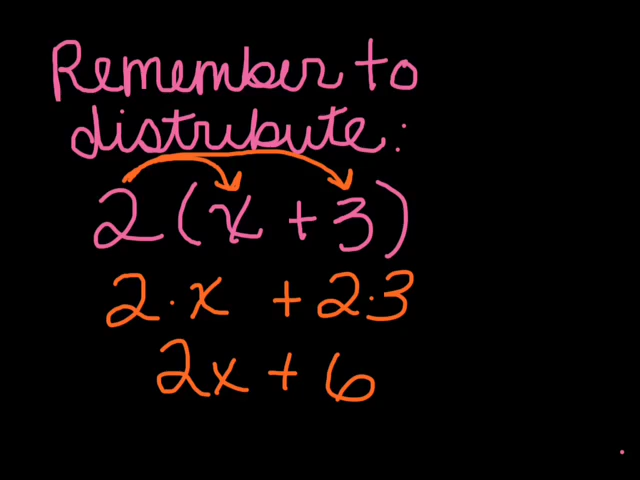 Remember to
distribute:
2(x + 3)
2·x + 2·3
2x + 6